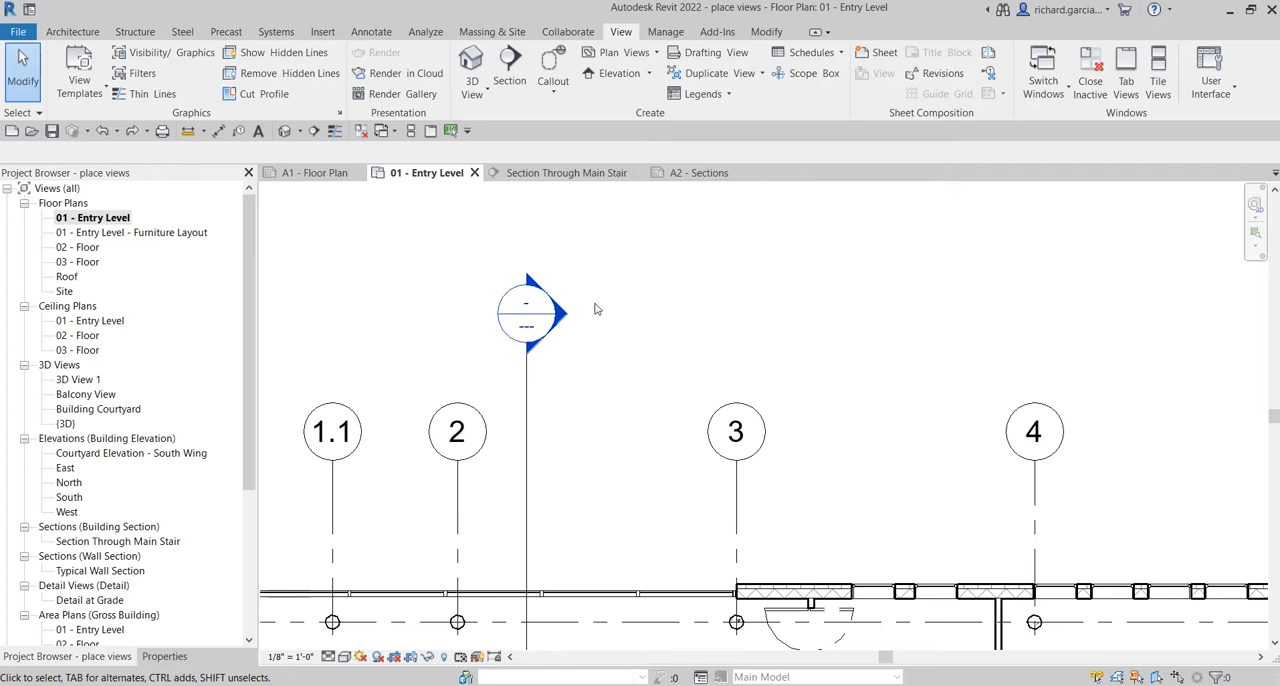 Autodesk Revit 2022 - place views - Floor Plan: 01 - Entry Level
richard.garcia...
File Architecture Structure Steel Precast Systems Insert Annotate Analyze Massing & Site Collaborate View Manage Add-Ins Modify
Modify
View Templates
Visibility/ Graphics
Filters
Thin Lines
Show Hidden Lines
Remove Hidden Lines
Cut Profile
Render
Render in Cloud
Render Gallery
3D View
Section
Callout
Plan Views
Elevation
Drafting View
Duplicate View
Legends
Schedules
Scope Box
Sheet
View
Title Block
Revisions
Guide Grid
Switch Windows
Close Inactive
Tab Views
Tile Views
User Interface
Select Graphics Presentation Create Sheet Composition Windows
Project Browser - place views
A1 - Floor Plan 01 - Entry Level Section Through Main Stair A2 - Sections
Views (all)
Floor Plans
01 - Entry Level
01 - Entry Level - Furniture Layout
02 - Floor
03 - Floor
Roof
Site
Ceiling Plans
01 - Entry Level
02 - Floor
03 - Floor
3D Views
3D View 1
Balcony View
Building Courtyard
{3D}
Elevations (Building Elevation)
Courtyard Elevation - South Wing
East
North
South
West
Sections (Building Section)
Section Through Main Stair
Sections (Wall Section)
Typical Wall Section
Detail Views (Detail)
Detail at Grade
Area Plans (Gross Building)
01 - Entry Level
02 - Floor
-
---
1.1 2 3 4
Project Browser - place views Properties
1/8" = 1'-0"
Click to select, TAB for alternates, CTRL adds, SHIFT unselects.
:0
Main Model
:0